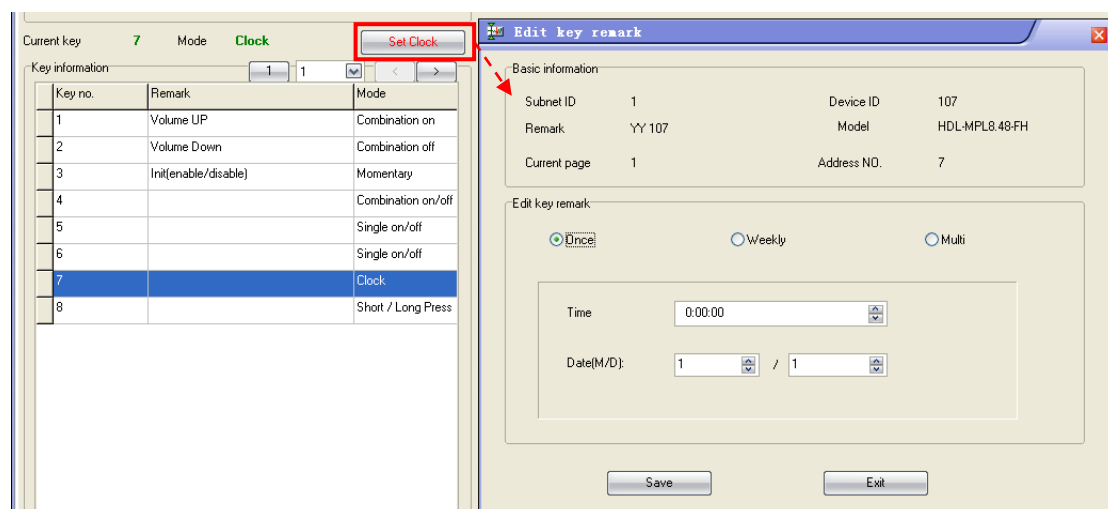 Current key 7 Mode Clock Set Clock
Key information 1 1 < >
Key no. Remark Mode
1 Volume UP Combination on
2 Volume Down Combination off
3 Init(enable/disable) Momentary
4 Combination on/off
5 Single on/off
6 Single on/off
7 Clock
8 Short / Long Press
Edit key remark
Basic information
Subnet ID 1 Device ID 107
Remark YY 107 Model HDL-MPL8.48-FH
Current page 1 Address NO. 7
Edit key remark
Once Weekly Multi
Time 0:00:00
Date(M/D): 1 / 1
Save Exit